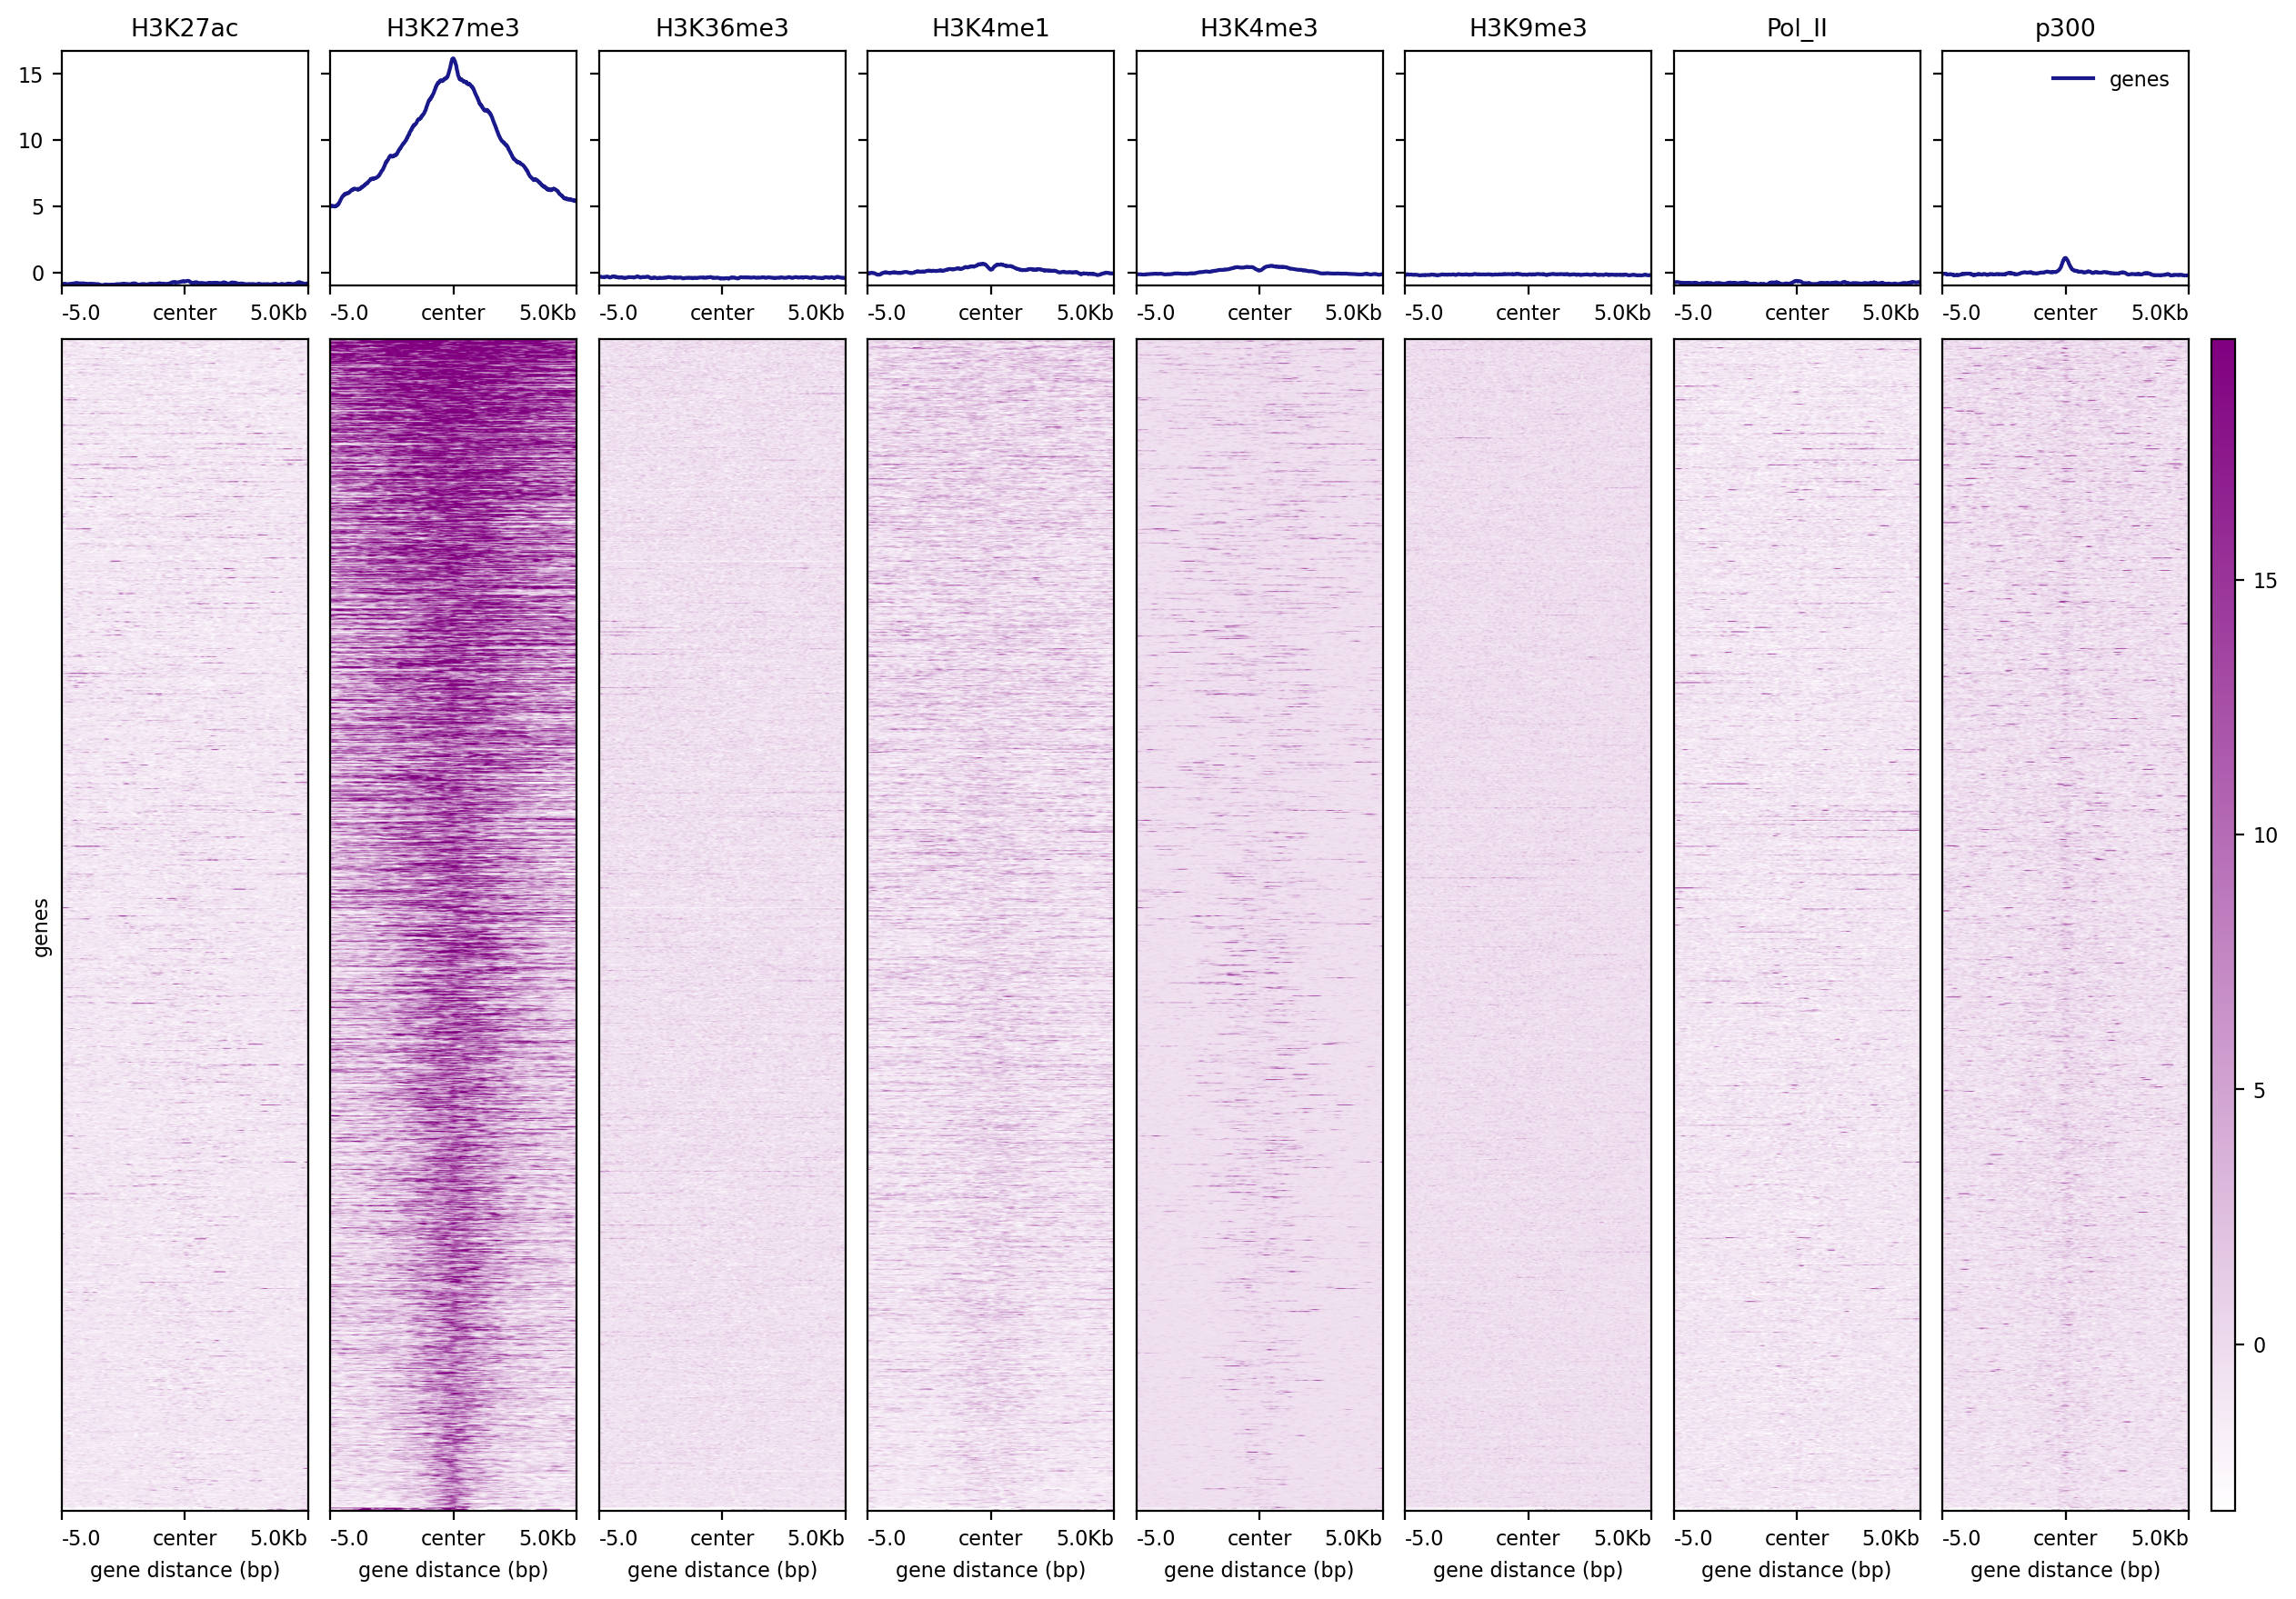 H3K27ac H3K27me3 H3K36me3 H3K4me1 H3K4me3 H3K9me3 Pol_II p300
15
10
5
0
genes
-5.0 center 5.0Kb -5.0 center 5.0Kb -5.0 center 5.0Kb -5.0 center 5.0Kb -5.0 center 5.0Kb -5.0 center 5.0Kb -5.0 center 5.0Kb -5.0 center 5.0Kb
genes
15
10
5
0
-5.0 center 5.0Kb -5.0 center 5.0Kb -5.0 center 5.0Kb -5.0 center 5.0Kb -5.0 center 5.0Kb -5.0 center 5.0Kb -5.0 center 5.0Kb -5.0 center 5.0Kb
gene distance (bp) gene distance (bp) gene distance (bp) gene distance (bp) gene distance (bp) gene distance (bp) gene distance (bp) gene distance (bp)